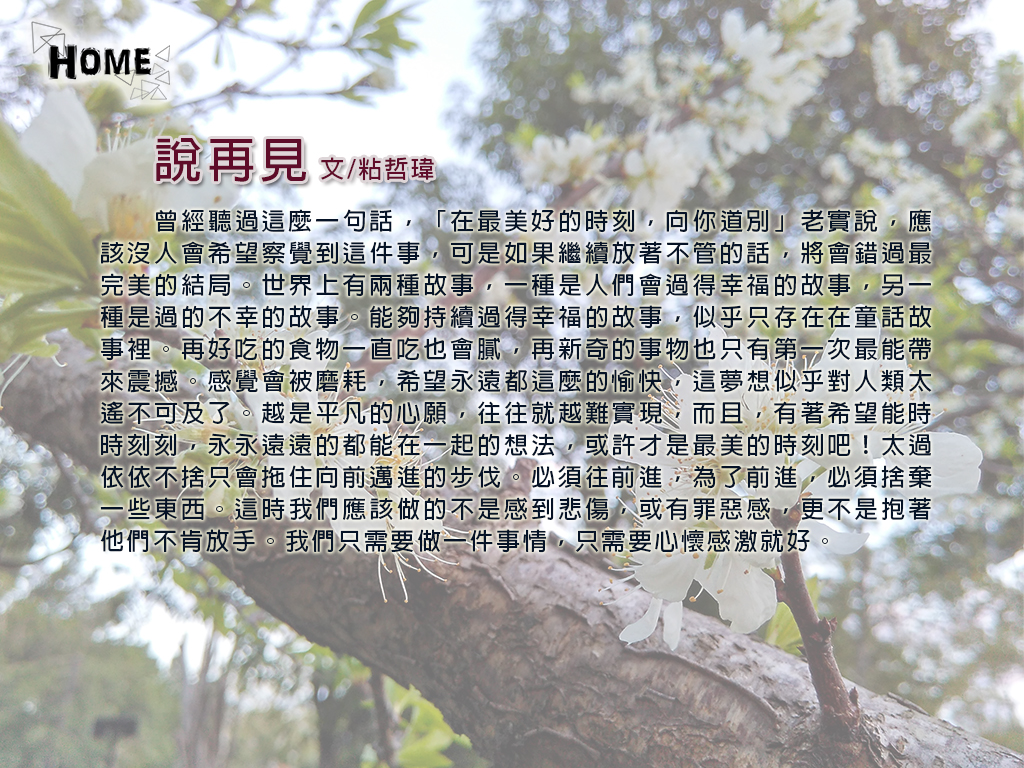 HOME
說再見 文/粘哲瑋
曾經聽過這麼一句話，「在最美好的時刻，向你道別」老實說，應
該沒人會希望察覺到這件事，可是如果繼續放著不管的話，將會錯過最
完美的結局。世界上有兩種故事，一種是人們會過得幸福的故事，另一
種是過的不幸的故事。能夠持續過得幸福的故事，似乎只存在在童話故
事裡。再好吃的食物一直吃也會膩，再新奇的事物也只有第一次最能帶
來震撼。感覺會被磨耗，希望永遠都這麼的愉快，這夢想似乎對人類太
遙不可及了。越是平凡的心願，往往就越難實現，而且，有著希望能時
時刻刻，永永遠遠的都能在一起的想法，或許才是最美的時刻吧！太過
依依不捨只會拖住向前邁進的步伐。必須往前進，為了前進，必須捨棄
一些東西。這時我們應該做的不是感到悲傷，或有罪惡感，更不是抱著
他們不肯放手。我們只需要做一件事情，只需要心懷感激就好。